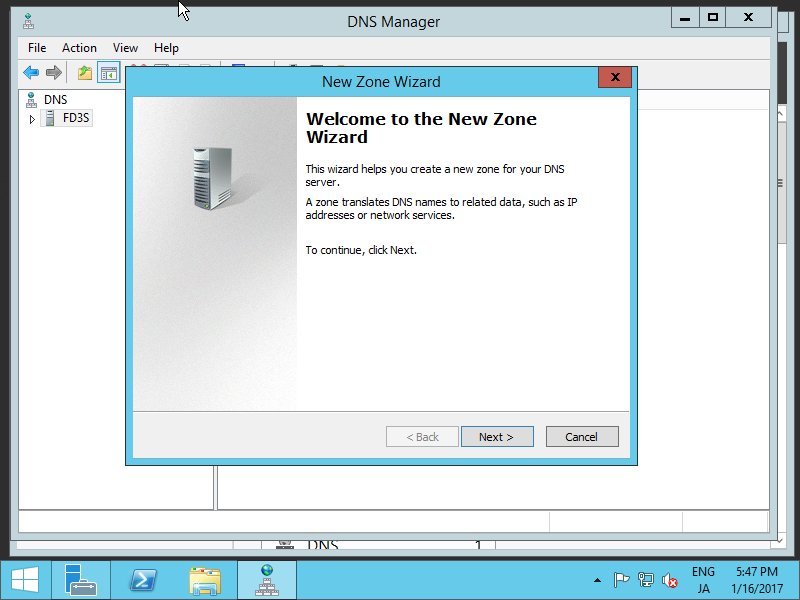 DNS Manager
File Action View Help
New Zone Wizard
DNS
FD3S
Welcome to the New Zone
Wizard
This wizard helps you create a new zone for your DNS
server.
A zone translates DNS names to related data, such as IP
addresses or network services.
To continue, click Next.
< Back
Next >
Cancel
DNS 1
ENG
JA
5:47 PM
1/16/2017